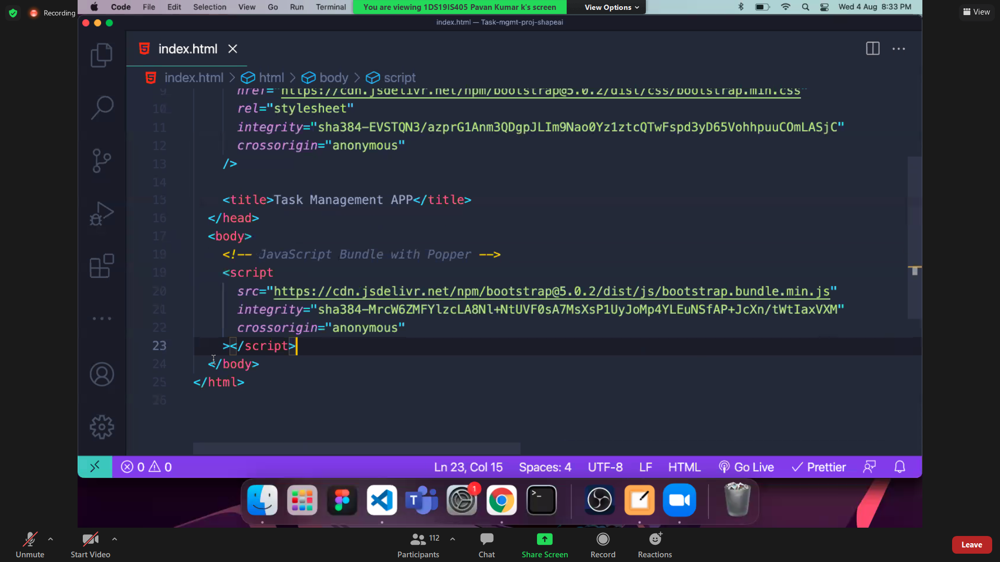 Recording
Code File Edit Selection View Go Run Terminal
You are viewing 1DS19IS405 Pavan Kumar k's screen
View Options
Wed 4 Aug 8:33 PM
View
index.html — Task-mgmt-proj-shapeai
index.html
index.html > html > body > script
9 href="https://cdn.jsdelivr.net/npm/bootstrap@5.0.2/dist/css/bootstrap.min.css"
10 rel="stylesheet"
11 integrity="sha384-EVSTQN3/azprG1Anm3QDgpJLIm9Nao0Yz1ztcQTwFspd3yD65VohhpuuCOmLASjC"
12 crossorigin="anonymous"
13 />
14
15 <title>Task Management APP</title>
16 </head>
17 <body>
19 <!-- JavaScript Bundle with Popper -->
19 <script
20 src="https://cdn.jsdelivr.net/npm/bootstrap@5.0.2/dist/js/bootstrap.bundle.min.js"
21 integrity="sha384-MrcW6ZMFYlzcLA8Nl+NtUVF0sA7MsXsP1UyJoMp4YLEuNSfAP+JcXn/tWtIaxVXM"
22 crossorigin="anonymous"
23 ></script>
24 </body>
25 </html>
26
0 0
Ln 23, Col 15 Spaces: 4 UTF-8 LF HTML Go Live Prettier
T
1
>_
Unmute
Start Video
112
Participants
Chat
Share Screen
Record
Reactions
Leave